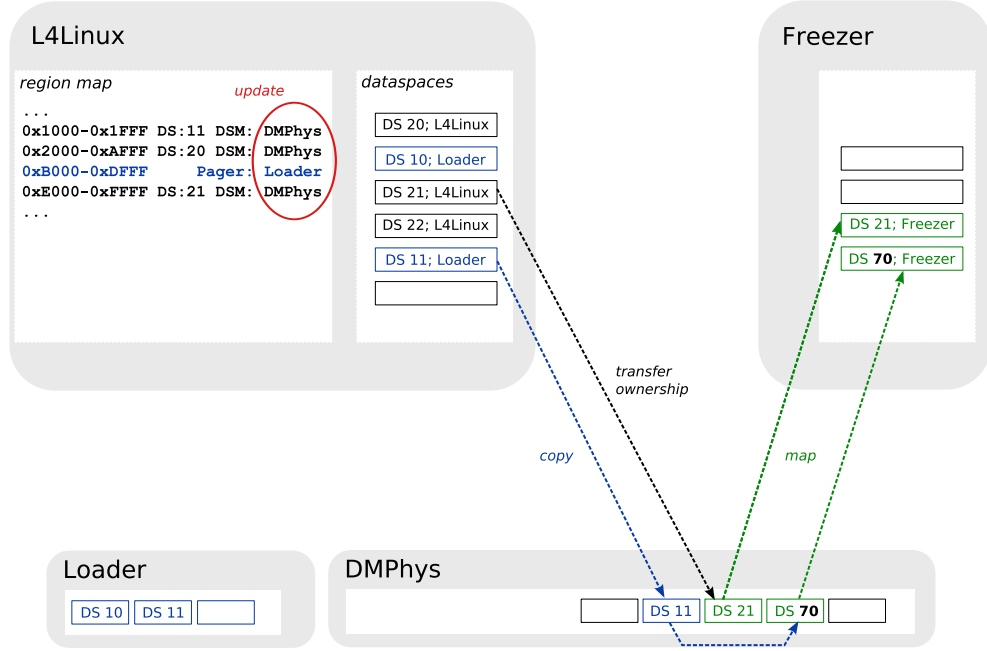 L4Linux
region map
update
...
0x1000-0x1FFF DS:11 DSM: DMPhys
0x2000-0xAFFF DS:20 DSM: DMPhys
0xB000-0xDFFF Pager: Loader
0xE000-0xFFFF DS:21 DSM: DMPhys
...
dataspaces
DS 20; L4Linux
DS 10; Loader
DS 21; L4Linux
DS 22; L4Linux
DS 11; Loader
Freezer
DS 21; Freezer
DS 70; Freezer
transfer
ownership
copy
map
Loader
DS 10
DS 11
DMPhys
DS 11
DS 21
DS 70